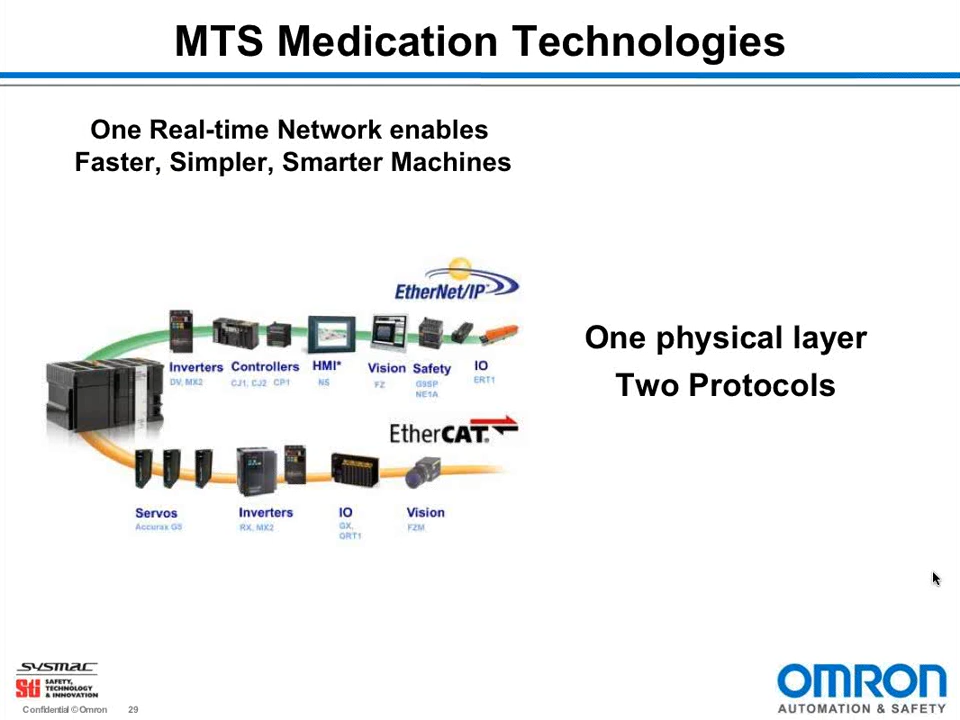 MTS Medication Technologies
One Real-time Network enables
Faster, Simpler, Smarter Machines
EtherNet/IP
Inverters
DV, MX2
Controllers
CJ1, CJ2 CP1
HMI*
NS
Vision
FZ
Safety
G9SP
NE1A
IO
ERT1
One physical layer
Two Protocols
EtherCAT®
Servos
Accurax G5
Inverters
RX, MX2
IO
GX,
GRT1
Vision
FZM
sysmac
Sti SAFETY,
TECHNOLOGY
& INNOVATION
Confidential © Omron 29
OMRON
AUTOMATION & SAFETY